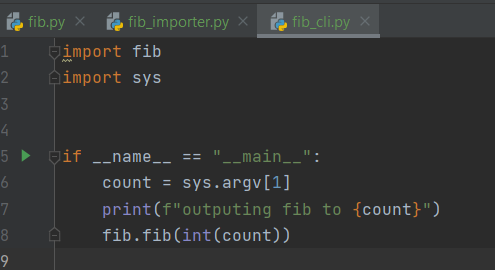 fib.py fib_importer.py fib_cli.py
1 import fib
2 import sys
3
4
5 if __name__ == "__main__":
6 count = sys.argv[1]
7 print(f"outputing fib to {count}")
8 fib.fib(int(count))
9